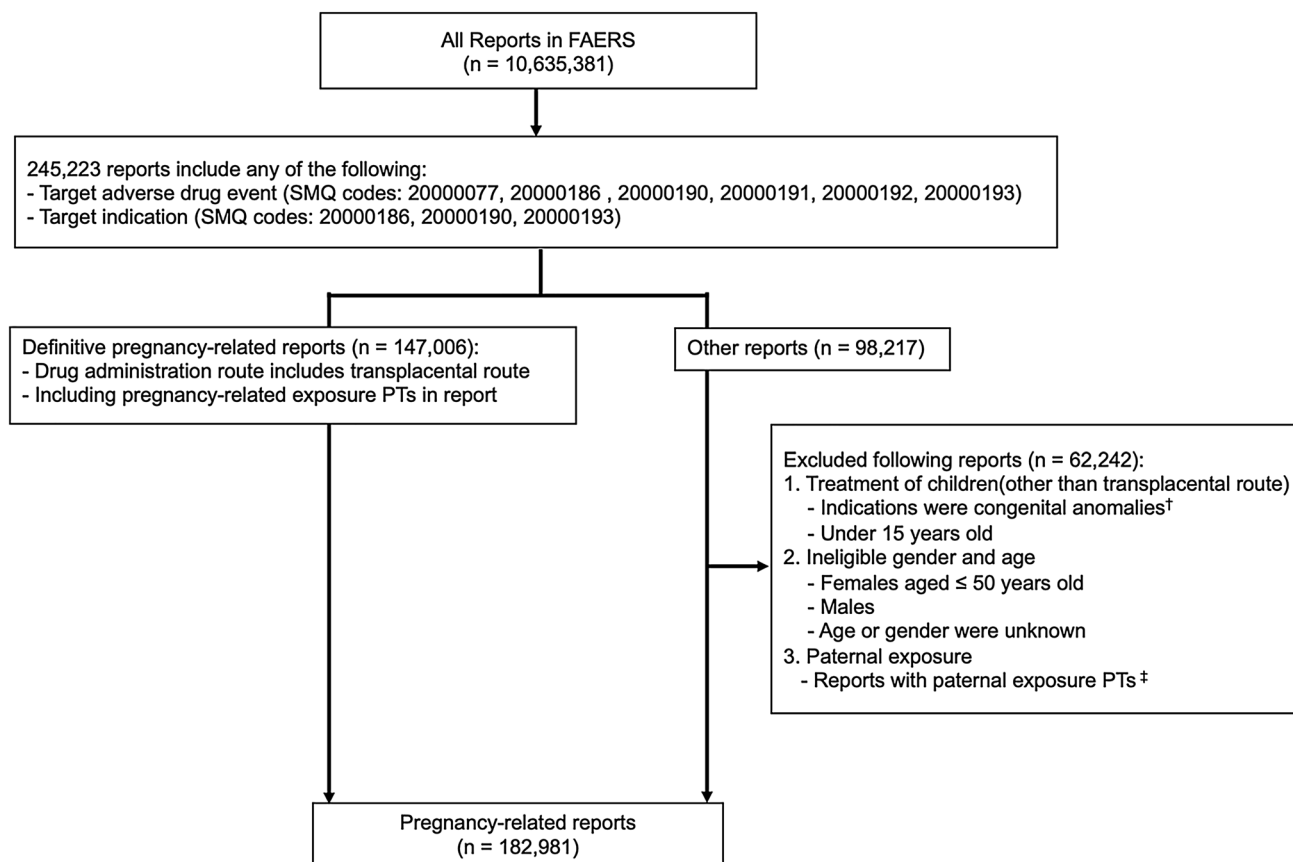 All Reports in FAERS
(n = 10,635,381)
245,223 reports include any of the following:
- Target adverse drug event (SMQ codes: 20000077, 20000186 , 20000190, 20000191, 20000192, 20000193)
- Target indication (SMQ codes: 20000186, 20000190, 20000193)
Definitive pregnancy-related reports (n = 147,006):
- Drug administration route includes transplacental route
- Including pregnancy-related exposure PTs in report
Other reports (n = 98,217)
Excluded following reports (n = 62,242):
1. Treatment of children(other than transplacental route)
- Indications were congenital anomalies†
- Under 15 years old
2. Ineligible gender and age
- Females aged ≤ 50 years old
- Males
- Age or gender were unknown
3. Paternal exposure
- Reports with paternal exposure PTs ‡
Pregnancy-related reports
(n = 182,981)